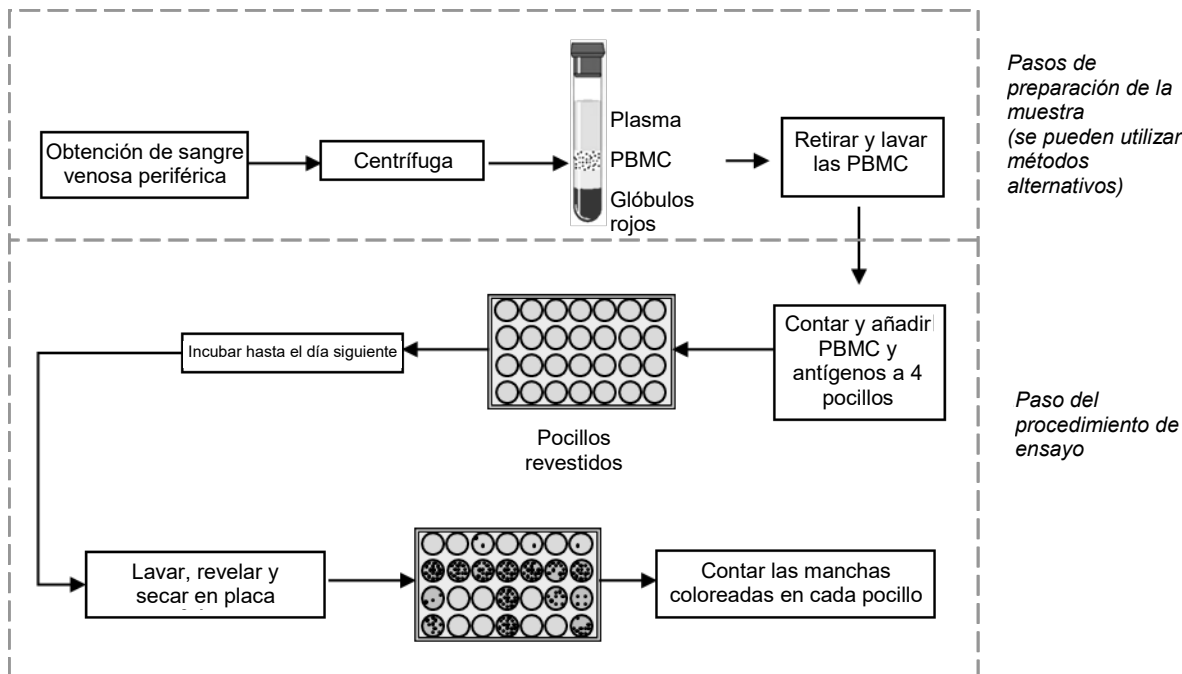 Obtención de sangre
venosa periférica
Centrífuga
Plasma
PBMC
Glóbulos
rojos
Retirar y lavar
las PBMC
Pasos de
preparación de la
muestra
(se pueden utilizar
métodos
alternativos)
Contar y añadir
PBMC y
antígenos a 4
pocillos
Pocillos
revestidos
Incubar hasta el día siguiente
Paso del
procedimiento de
ensayo
Lavar, revelar y
secar en placa
Contar las manchas
coloreadas en cada pocillo